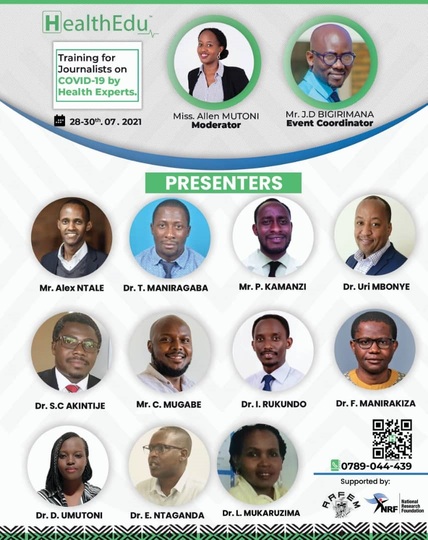 HealthEdu
Training for
Journalists on
COVID-19 by
Health Experts.
28-30th. 07 . 2021
Miss. Allen MUTONI
Moderator
Mr. J.D BIGIRIMANA
Event Coordinator
PRESENTERS
Mr. Alex NTALE
Dr. T. MANIRAGABA
Mr. P. KAMANZI
Dr. Uri MBONYE
Dr. S.C AKINTIJE
Mr. C. MUGABE
Dr. I. RUKUNDO
Dr. F. MANIRAKIZA
Dr. D. UMUTONI
Dr. E. NTAGANDA
Dr. L. MUKARUZIMA
0789-044-439
Supported by:
NRF
National
Research
Foundation